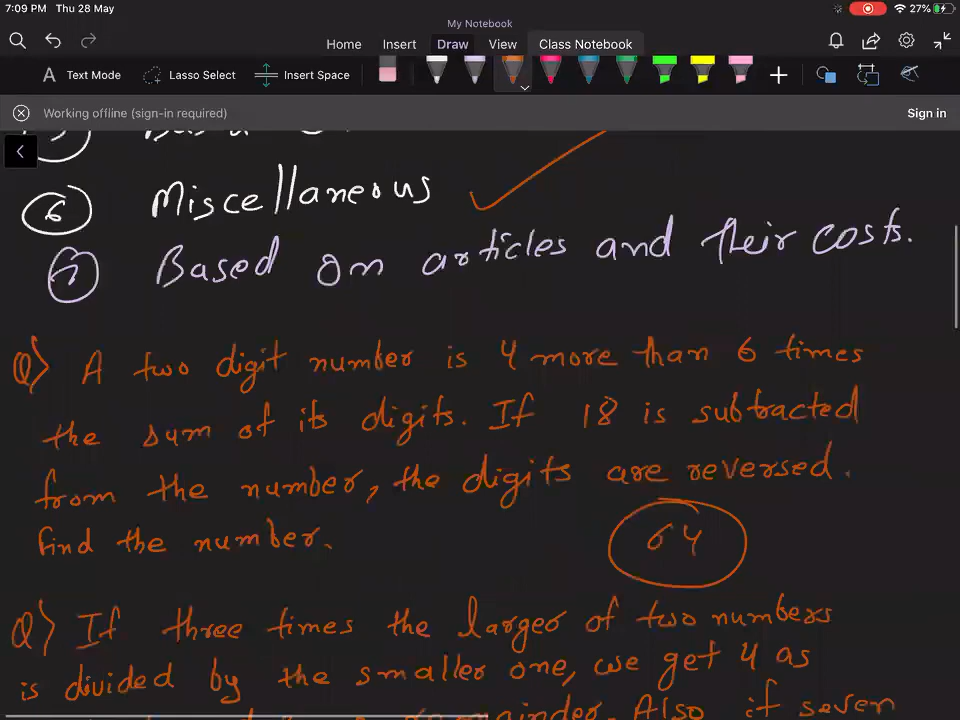 7:09 PM Thu 28 May
27%
My Notebook
Home Insert Draw View Class Notebook
Text Mode Lasso Select Insert Space
Working offline (sign-in required) Sign in
6 Miscellaneous
7 Based on articles and their costs.
Q> A two digit number is 4 more than 6 times
the sum of its digits. If 18 is subtracted
from the number, the digits are reversed.
find the number.
64
Q> If three times the larger of two numbers
is divided by the smaller one, we get 4 as
remainder. Also if seven